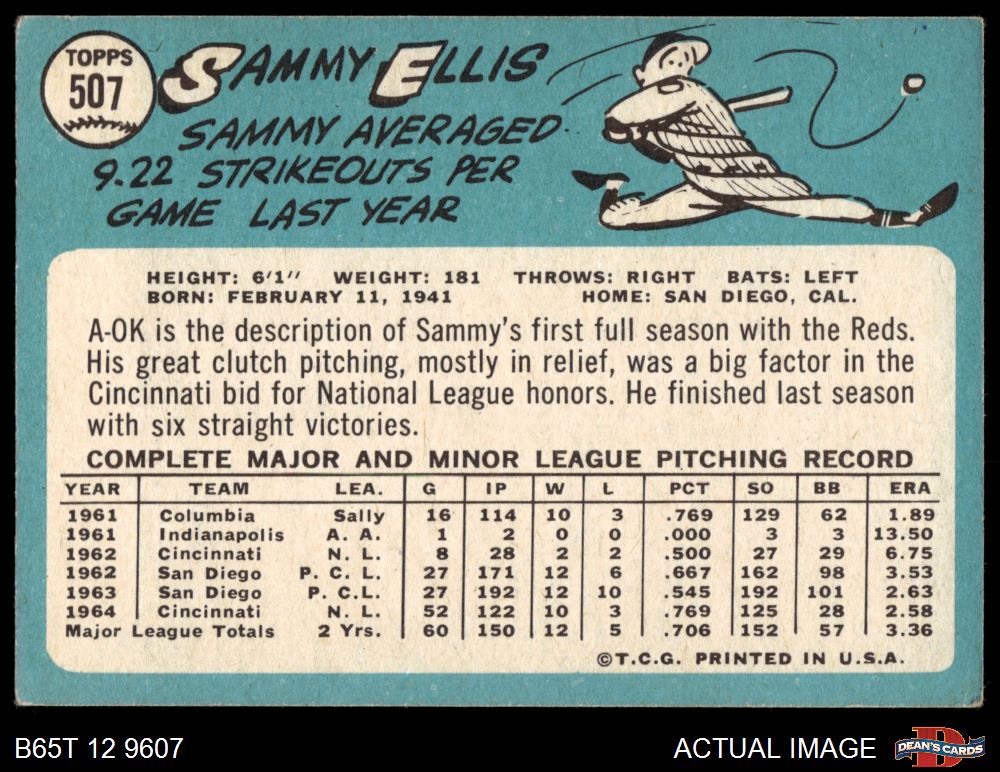 TOPPS
507
SAMMY ELLIS
SAMMY AVERAGED
9.22 STRIKEOUTS PER
GAME LAST YEAR
HEIGHT: 6'1" WEIGHT: 181 THROWS: RIGHT BATS: LEFT
BORN: FEBRUARY 11, 1941 HOME: SAN DIEGO, CAL.
A-OK is the description of Sammy's first full season with the Reds.
His great clutch pitching, mostly in relief, was a big factor in the
Cincinnati bid for National League honors. He finished last season
with six straight victories.
COMPLETE MAJOR AND MINOR LEAGUE PITCHING RECORD
YEAR TEAM LEA. G IP W L PCT SO BB ERA
1961 Columbia Sally 16 114 10 3 .769 129 62 1.89
1961 Indianapolis A. A. 1 2 0 0 .000 3 3 13.50
1962 Cincinnati N. L. 8 28 2 2 .500 27 29 6.75
1962 San Diego P. C. L. 27 171 12 6 .667 162 98 3.53
1963 San Diego P. C.L. 27 192 12 10 .545 192 101 2.63
1964 Cincinnati N. L. 52 122 10 3 .769 125 28 2.58
Major League Totals 2 Yrs. 60 150 12 5 .706 152 57 3.36
©T.C.G. PRINTED IN U.S.A.
B65T 12 9607 ACTUAL IMAGE D DEAN'S CARDS